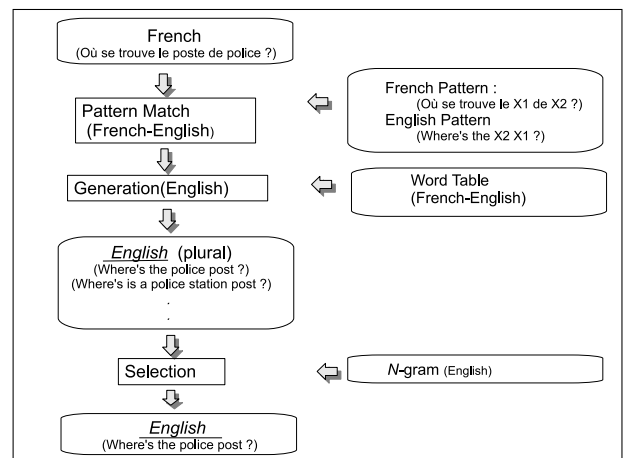 French
(Où se trouve le poste de police ?)
Pattern Match
(French-English)
French Pattern :
(Où se trouve le X1 de X2 ?)
English Pattern
(Where's the X2 X1 ?)
Generation(English)
Word Table
(French-English)
English (plural)
(Where's the police post ?)
(Where's is a police station post ?)
.
.
Selection
N-gram (English)
English
(Where's the police post ?)